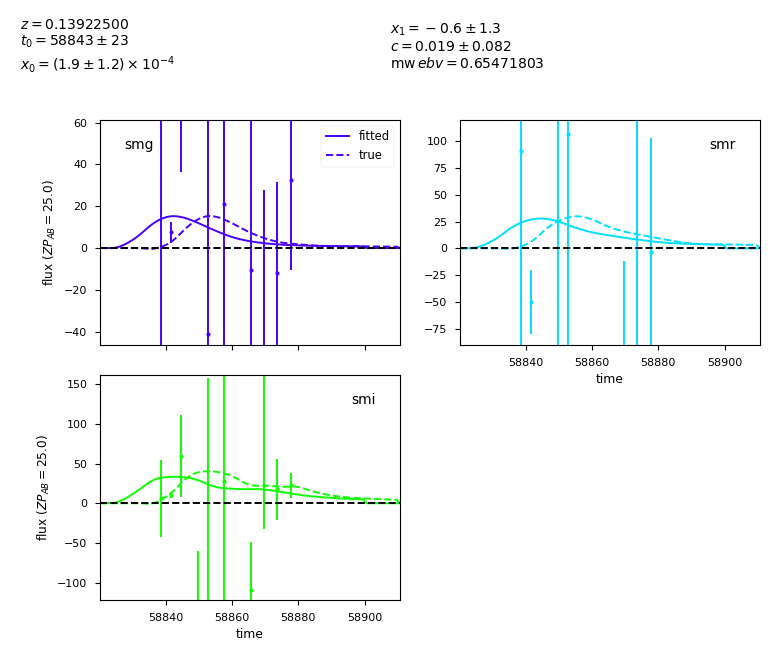 z = 0.13922500
t₀ = 58843 ± 23
x₀ = (1.9 ± 1.2) × 10⁻⁴
x₁ = −0.6 ± 1.3
c = 0.019 ± 0.082
mw ebv = 0.65471803
smg
fitted
true
60
40
20
0
−20
−40
flux (ZP_AB = 25.0)
smr
100
75
50
25
0
−25
−50
−75
58840 58860 58880 58900
time
smi
150
100
50
0
−50
−100
flux (ZP_AB = 25.0)
58840 58860 58880 58900
time